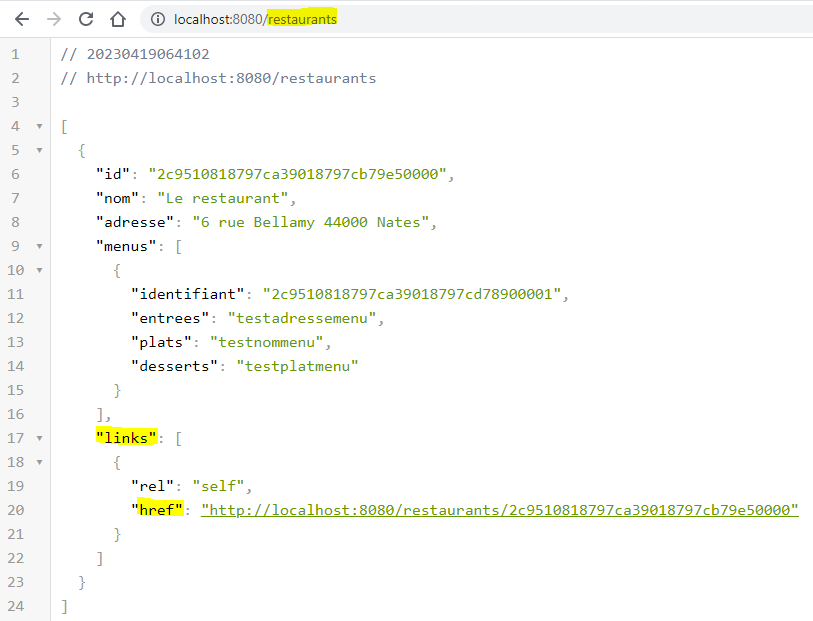 localhost:8080/restaurants
1 // 20230419064102
2 // http://localhost:8080/restaurants
3
4 [
5 {
6 "id": "2c9510818797ca39018797cb79e50000",
7 "nom": "Le restaurant",
8 "adresse": "6 rue Bellamy 44000 Nates",
9 "menus": [
10 {
11 "identifiant": "2c9510818797ca39018797cd78900001",
12 "entrees": "testadressemenu",
13 "plats": "testnommenu",
14 "desserts": "testplatmenu"
15 }
16 ],
17 "links": [
18 {
19 "rel": "self",
20 "href": "http://localhost:8080/restaurants/2c9510818797ca39018797cb79e50000"
21 }
22 ]
23 }
24 ]